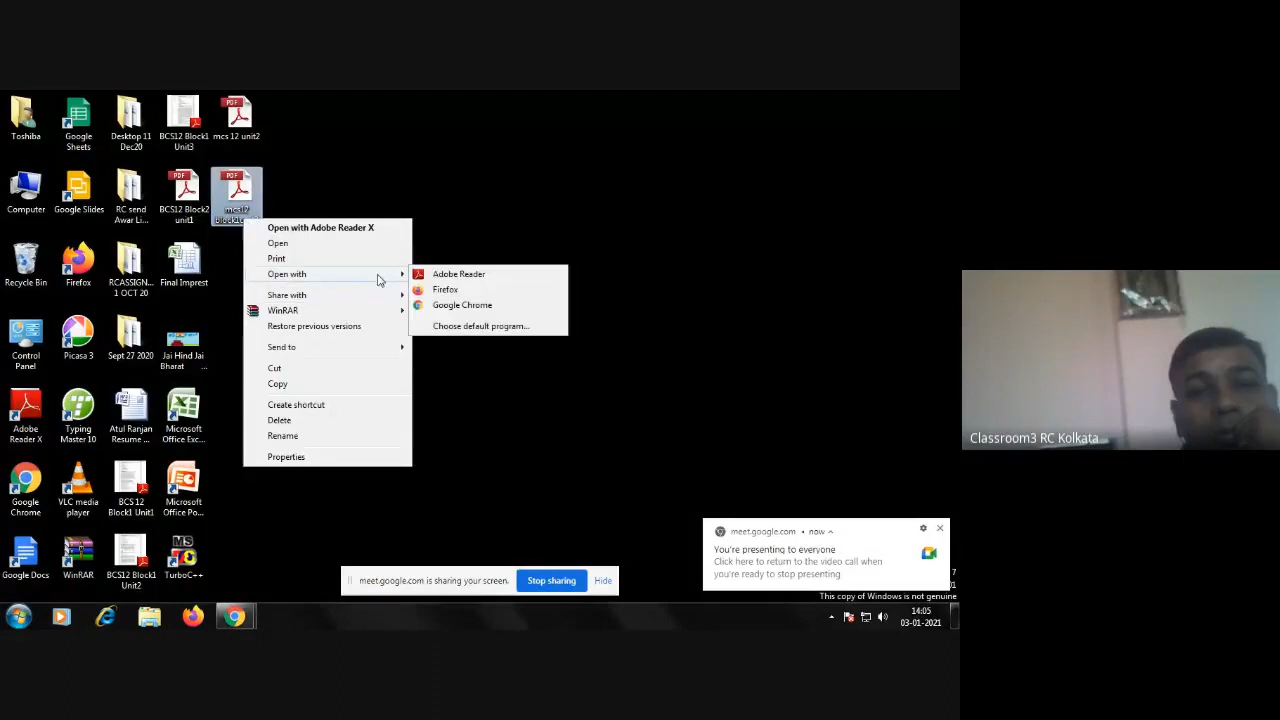 Toshiba
Google
Sheets
Desktop 11
Dec20
BCS12 Block1
Unit3
mcs 12 unit2
Computer
Google Slides
RC send
Awar Li...
BCS12 Block2
unit1
mcs12
Recycle Bin
Firefox
RCASSIGN...
1 OCT 20
Final Imprest
Control
Panel
Picasa 3
Sept 27 2020
Jai Hind Jai
Bharat ...
Adobe
Reader X
Typing
Master 10
Atul Ranjan
Resume ...
Microsoft
Office Exc...
Google
Chrome
VLC media
player
BCS 12
Block1 Unit1
Microsoft
Office Po...
Google Docs
WinRAR
BCS12 Block1
Unit2
TurboC++
Open with Adobe Reader X
Open
Print
Open with
Share with
WinRAR
Restore previous versions
Send to
Cut
Copy
Create shortcut
Delete
Rename
Properties
Adobe Reader
Firefox
Google Chrome
Choose default program...
Classroom3 RC Kolkata
meet.google.com • now
You're presenting to everyone
Click here to return to the video call when
you're ready to stop presenting
meet.google.com is sharing your screen.
Stop sharing
Hide
This copy of Windows is not genuine
14:05
03-01-2021